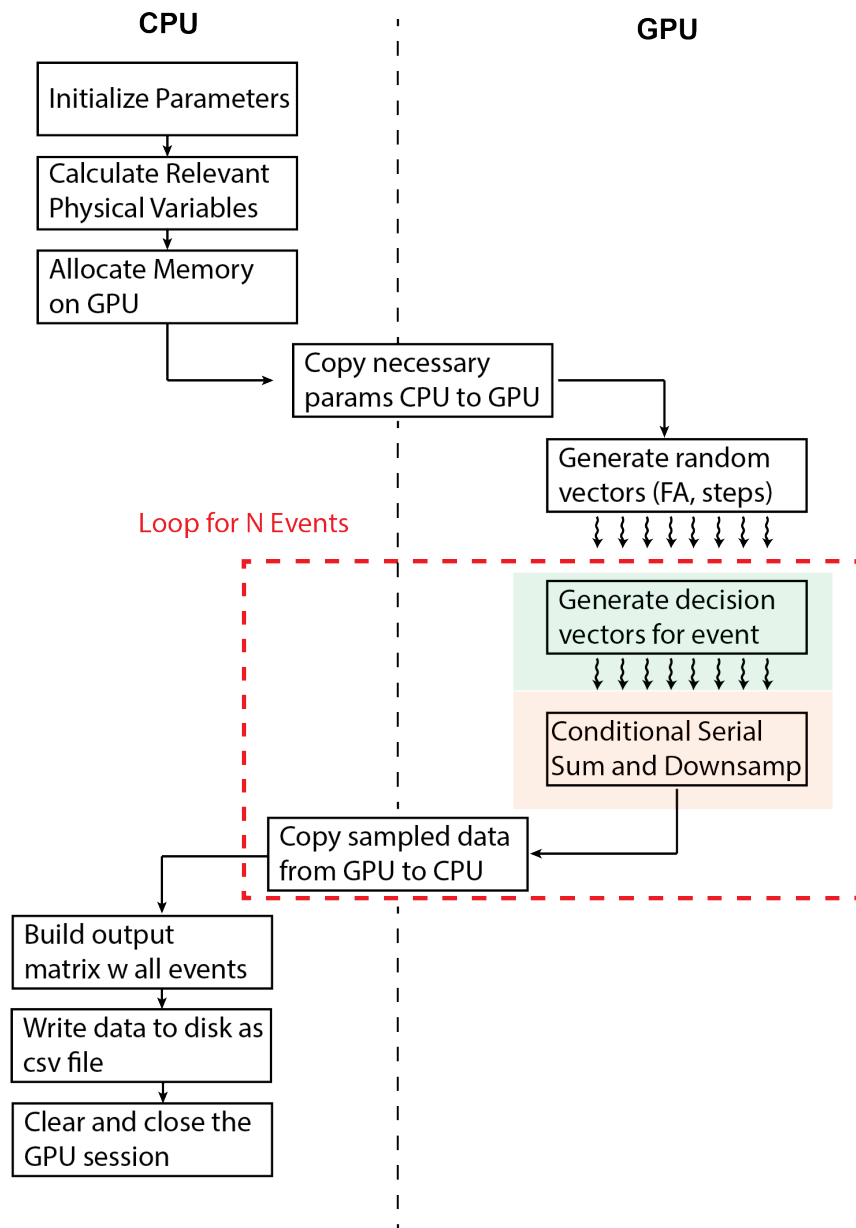 CPU
GPU
Initialize Parameters
Calculate Relevant
Physical Variables
Allocate Memory
on GPU
Copy necessary
params CPU to GPU
Generate random
vectors (FA, steps)
Loop for N Events
Generate decision
vectors for event
Conditional Serial
Sum and Downsamp
Copy sampled data
from GPU to CPU
Build output
matrix w all events
Write data to disk as
csv file
Clear and close the
GPU session